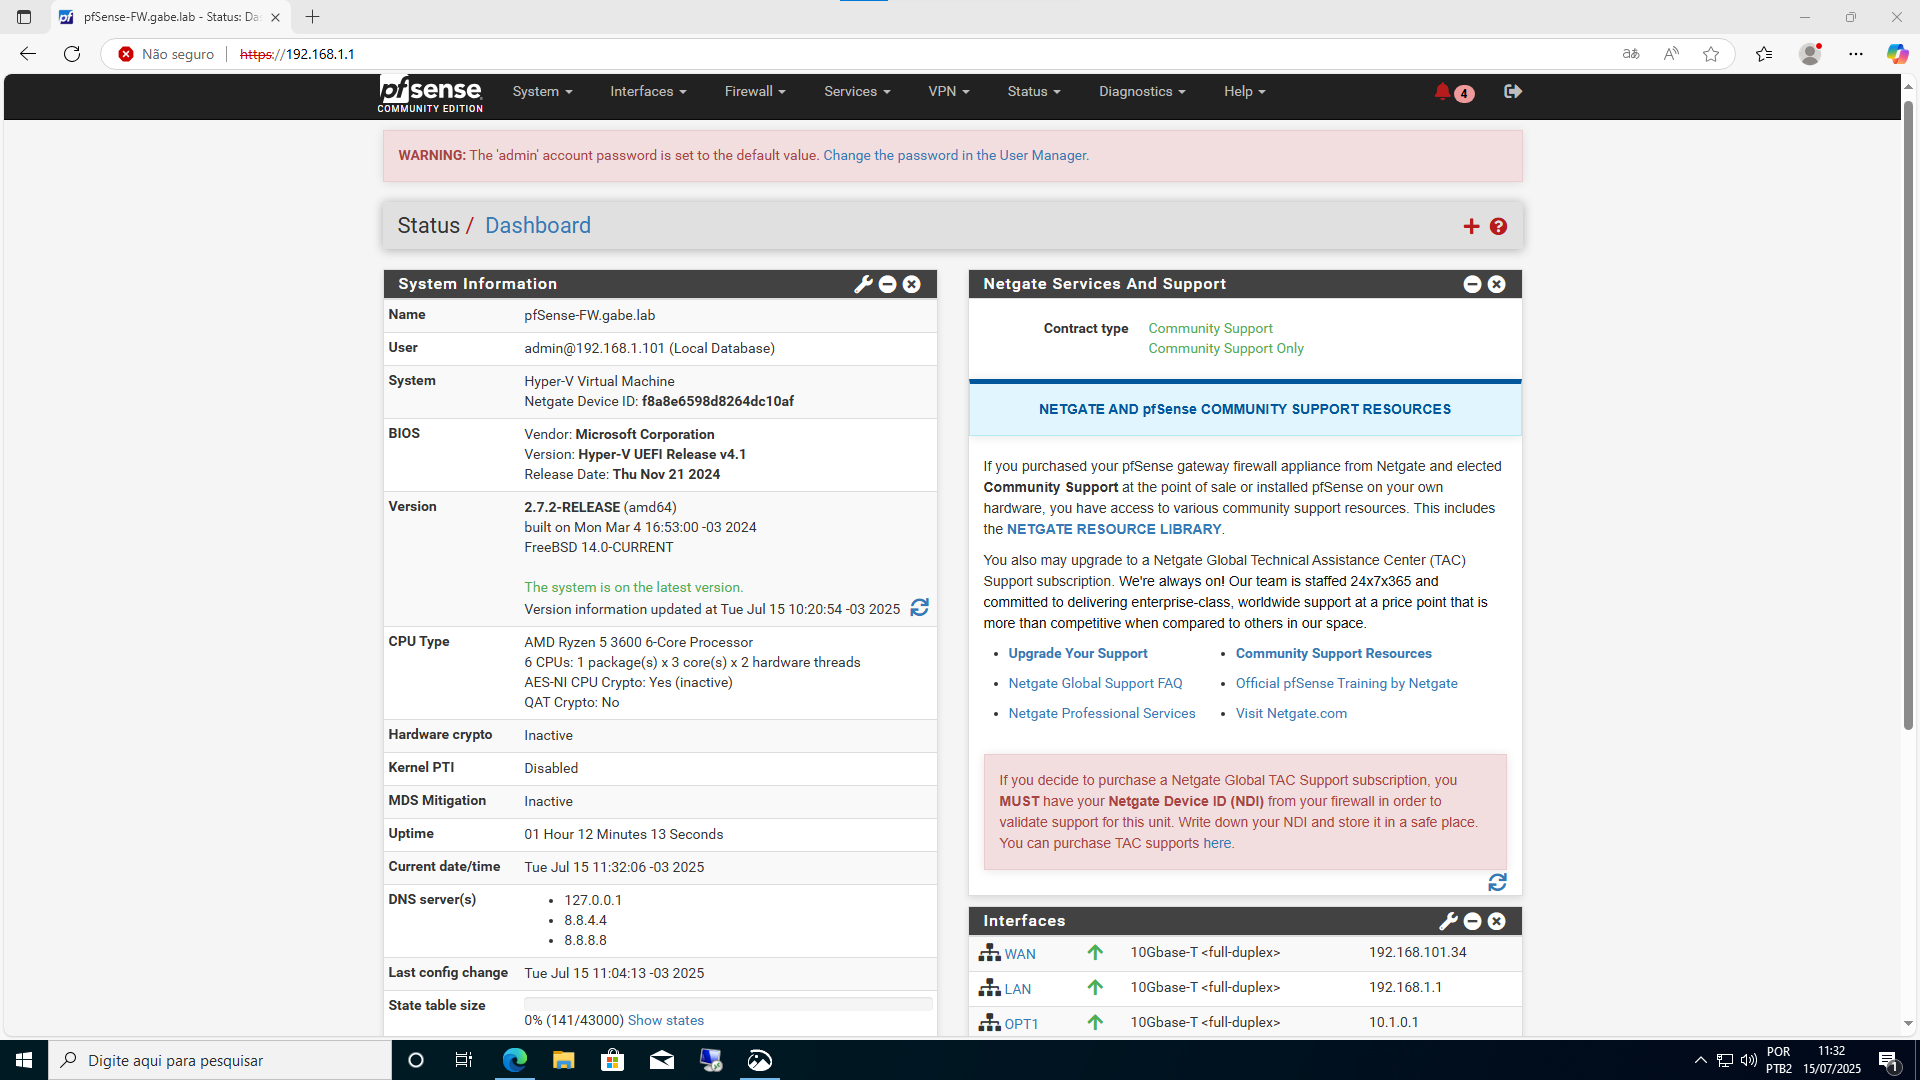 pfSense-FW.gabe.lab - Status: Da
Não seguro
https://192.168.1.1
pfsense
COMMUNITY EDITION
System
Interfaces
Firewall
Services
VPN
Status
Diagnostics
Help
4
WARNING: The 'admin' account password is set to the default value. Change the password in the User Manager.
Status / Dashboard
System Information
Name pfSense-FW.gabe.lab
User admin@192.168.1.101 (Local Database)
System Hyper-V Virtual Machine
Netgate Device ID: f8a8e6598d8264dc10af
BIOS Vendor: Microsoft Corporation
Version: Hyper-V UEFI Release v4.1
Release Date: Thu Nov 21 2024
Version 2.7.2-RELEASE (amd64)
built on Mon Mar 4 16:53:00 -03 2024
FreeBSD 14.0-CURRENT
The system is on the latest version.
Version information updated at Tue Jul 15 10:20:54 -03 2025
CPU Type AMD Ryzen 5 3600 6-Core Processor
6 CPUs: 1 package(s) x 3 core(s) x 2 hardware threads
AES-NI CPU Crypto: Yes (inactive)
QAT Crypto: No
Hardware crypto Inactive
Kernel PTI Disabled
MDS Mitigation Inactive
Uptime 01 Hour 12 Minutes 13 Seconds
Current date/time Tue Jul 15 11:32:06 -03 2025
DNS server(s) • 127.0.0.1
• 8.8.4.4
• 8.8.8.8
Last config change Tue Jul 15 11:04:13 -03 2025
State table size
0% (141/43000) Show states
Netgate Services And Support
Contract type Community Support
Community Support Only
NETGATE AND pfSense COMMUNITY SUPPORT RESOURCES
If you purchased your pfSense gateway firewall appliance from Netgate and elected
Community Support at the point of sale or installed pfSense on your own
hardware, you have access to various community support resources. This includes
the NETGATE RESOURCE LIBRARY.
You also may upgrade to a Netgate Global Technical Assistance Center (TAC)
Support subscription. We're always on! Our team is staffed 24x7x365 and
committed to delivering enterprise-class, worldwide support at a price point that is
more than competitive when compared to others in our space.
• Upgrade Your Support
• Community Support Resources
• Netgate Global Support FAQ
• Official pfSense Training by Netgate
• Netgate Professional Services
• Visit Netgate.com
If you decide to purchase a Netgate Global TAC Support subscription, you
MUST have your Netgate Device ID (NDI) from your firewall in order to
validate support for this unit. Write down your NDI and store it in a safe place.
You can purchase TAC supports here.
Interfaces
WAN 10Gbase-T <full-duplex> 192.168.101.34
LAN 10Gbase-T <full-duplex> 192.168.1.1
OPT1 10Gbase-T <full-duplex> 10.1.0.1
Digite aqui para pesquisar
POR
PTB2
11:32
15/07/2025
1